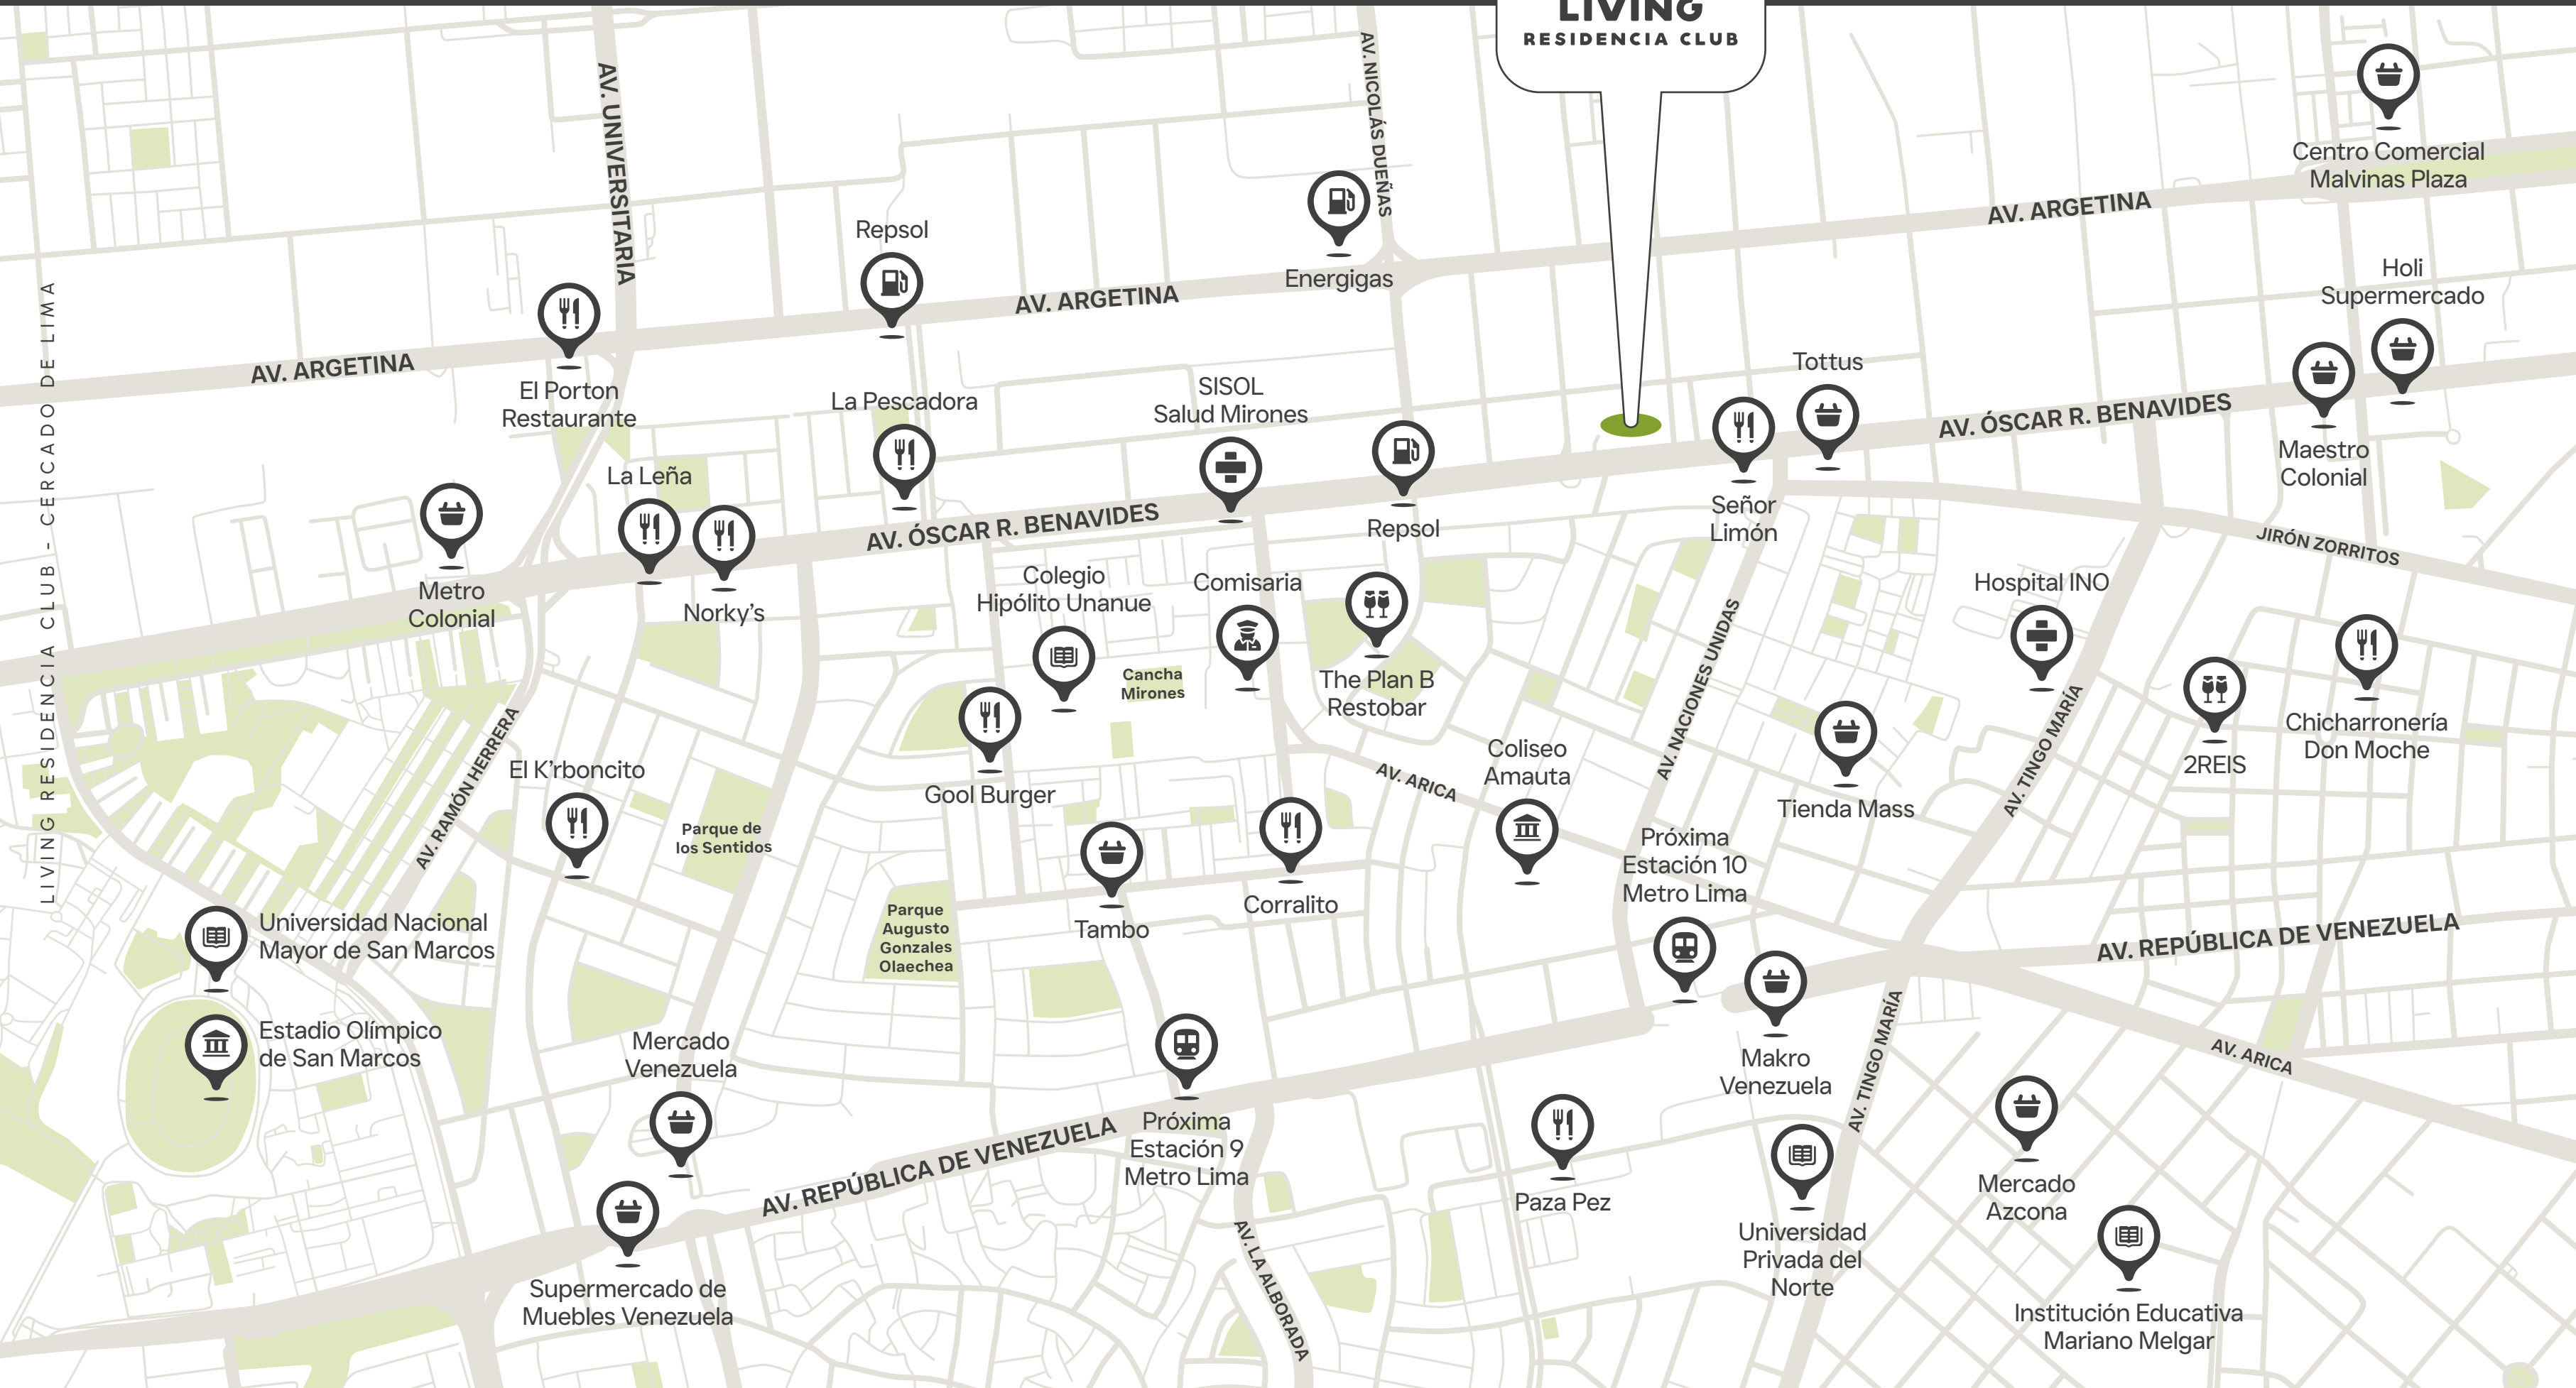 LIVING
RESIDENCIA CLUB
AV. UNIVERSITARIA
AV. NICOLÁS DUEÑAS
Centro Comercial
Malvinas Plaza
AV. ARGETINA
Repsol
Energigas
AV. ARGETINA
Holi
Supermercado
AV. ARGETINA
El Porton
Restaurante
La Pescadora
SISOL
Salud Mirones
Tottus
AV. ÓSCAR R. BENAVIDES
Maestro
Colonial
La Leña
AV. ÓSCAR R. BENAVIDES
Repsol
Señor
Limón
JIRÓN ZORRITOS
Metro
Colonial
Norky's
Colegio
Hipólito Unanue
Comisaria
Hospital INO
Cancha
Mirones
The Plan B
Restobar
AV. NACIONES UNIDAS
AV. TINGO MARÍA
2REIS
Chicharronería
Don Moche
LIVING RESIDENCIA CLUB - CERCADO DE LIMA
AV. RAMÓN HERRERA
El K'rboncito
Gool Burger
AV. ARICA
Coliseo
Amauta
Tienda Mass
Parque de
los Sentidos
Próxima
Estación 10
Metro Lima
Parque
Augusto
Gonzales
Olaechea
Tambo
Corralito
Universidad Nacional
Mayor de San Marcos
AV. REPÚBLICA DE VENEZUELA
Estadio Olímpico
de San Marcos
Mercado
Venezuela
Makro
Venezuela
AV. TINGO MARÍA
AV. ARICA
AV. REPÚBLICA DE VENEZUELA
Próxima
Estación 9
Metro Lima
Paza Pez
Mercado
Azcona
Universidad
Privada del
Norte
AV. LA ALBORADA
Supermercado de
Muebles Venezuela
Institución Educativa
Mariano Melgar